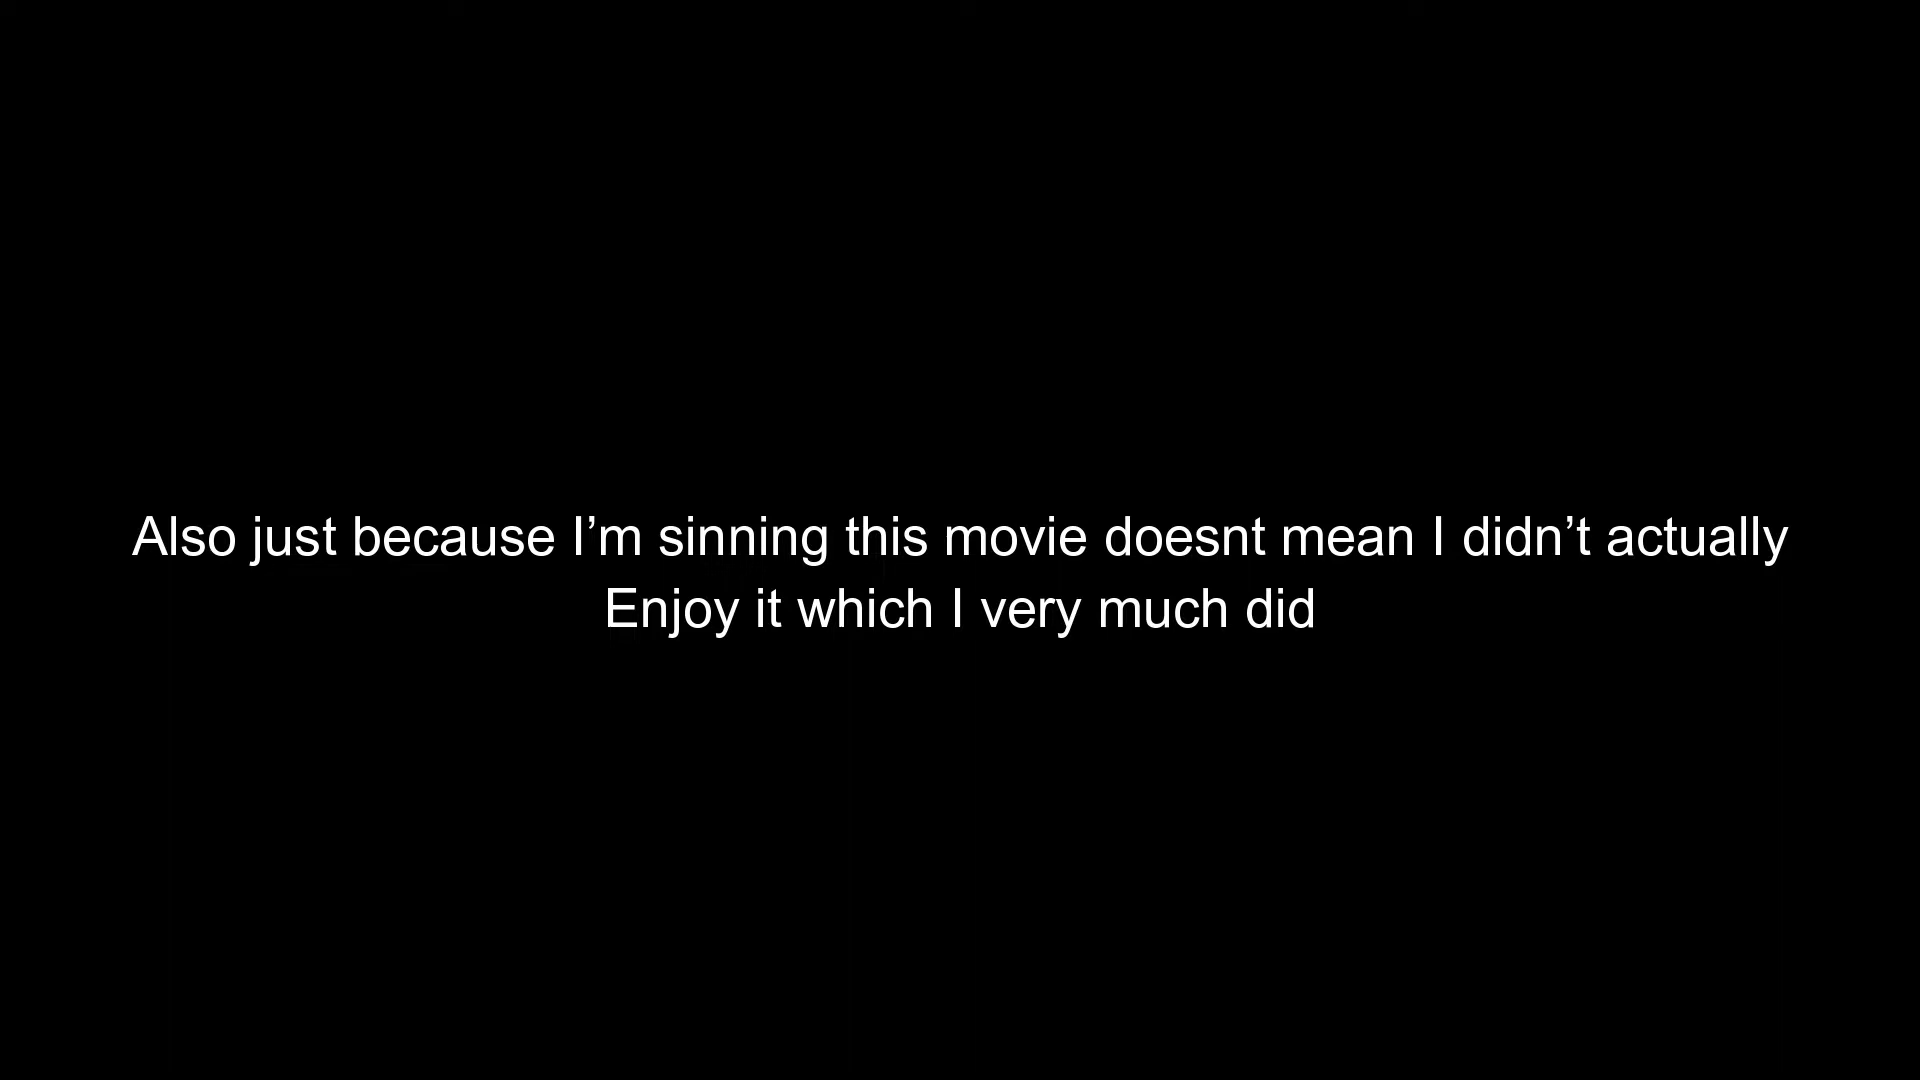 Also just because I’m sinning this movie doesnt mean I didn’t actually
Enjoy it which I very much did